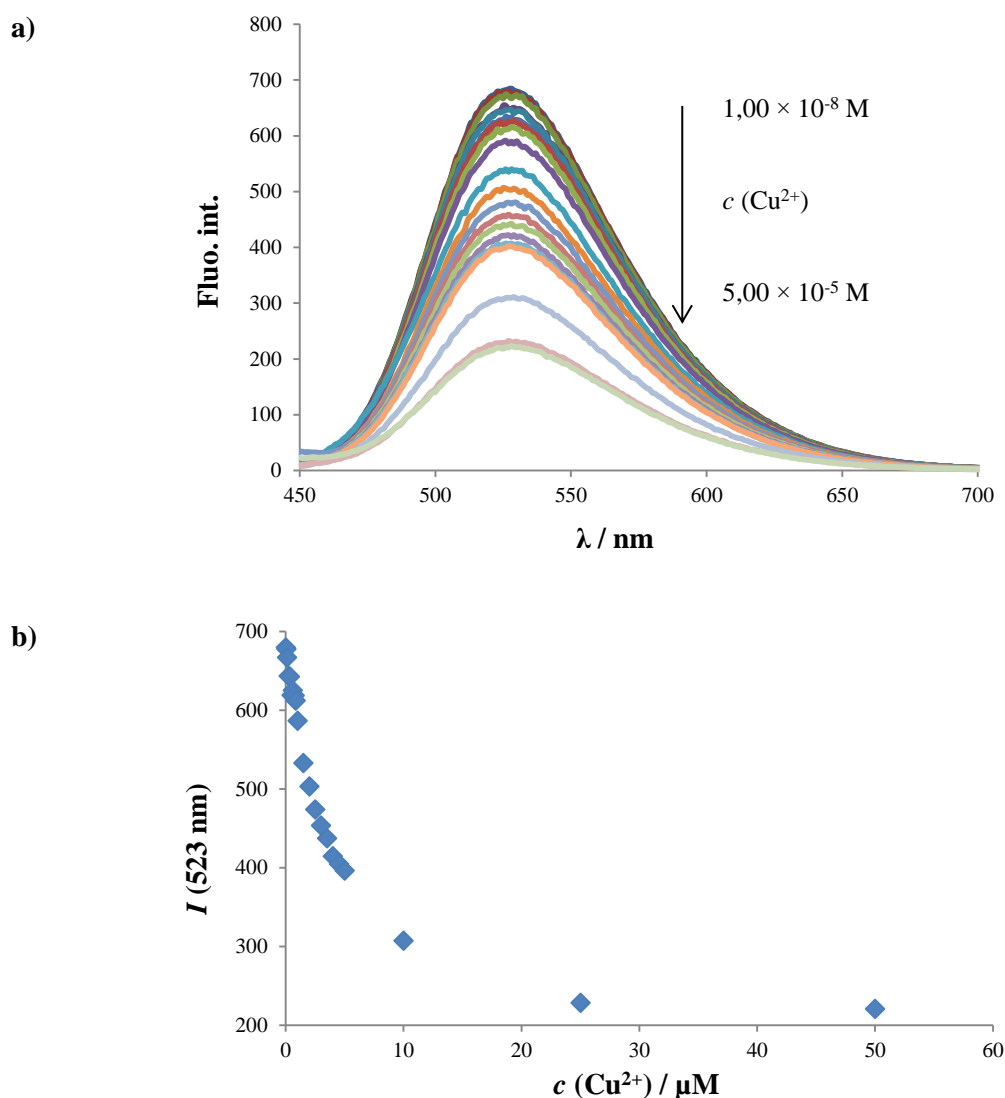 a)
800
700
600
500
400
300
200
100
0
Fluo. int.
1,00 × 10⁻⁸ M
c (Cu²⁺)
5,00 × 10⁻⁵ M
450 500 550 600 650 700
λ / nm
b)
700
600
500
400
300
200
I (523 nm)
0 10 20 30 40 50 60
c (Cu²⁺) / μM